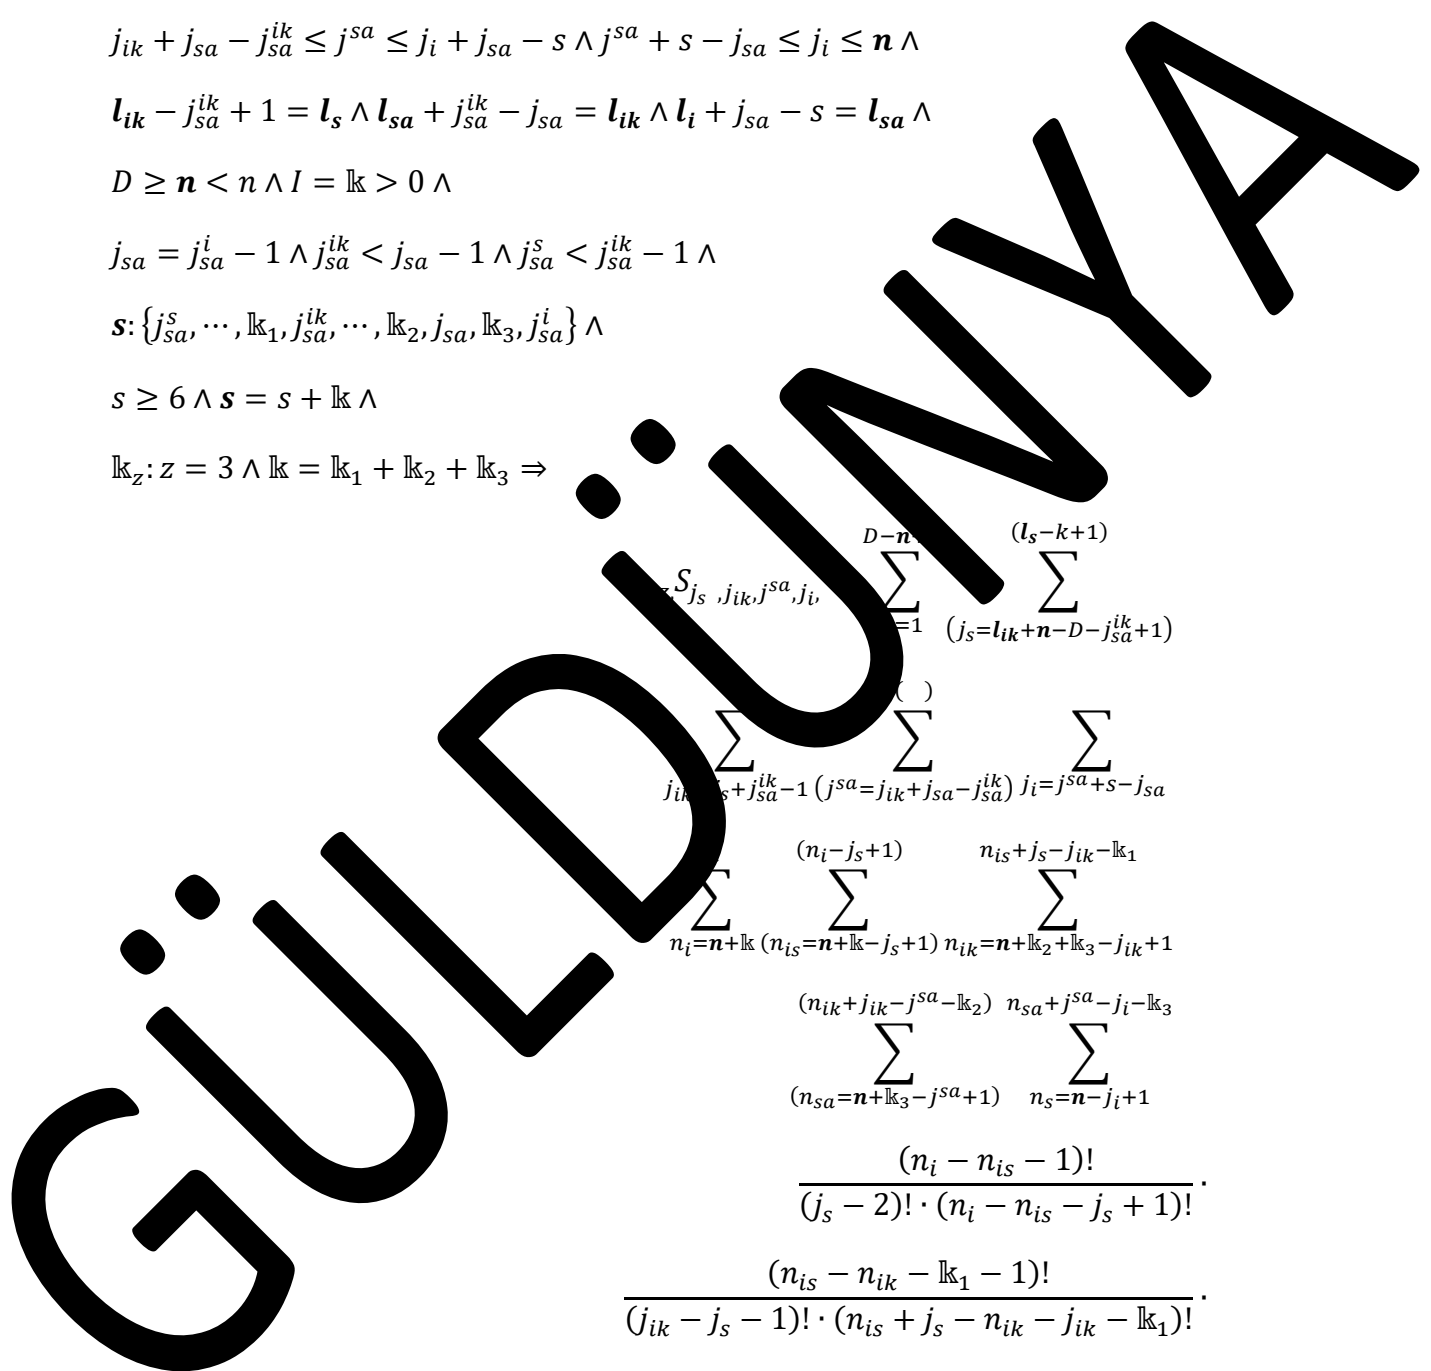 j_{ik} + j_{sa} − j_{sa}^{ik} ≤ j^{sa} ≤ j_i + j_{sa} − s ∧ j^{sa} + s − j_{sa} ≤ j_i ≤ n ∧
l_{ik} − j_{sa}^{ik} + 1 = l_s ∧ l_{sa} + j_{sa}^{ik} − j_{sa} = l_{ik} ∧ l_i + j_{sa} − s = l_{sa} ∧
D ≥ n < n ∧ I = 𝕜 > 0 ∧
j_{sa} = j_{sa}^{i} − 1 ∧ j_{sa}^{ik} < j_{sa} − 1 ∧ j_{sa}^{s} < j_{sa}^{ik} − 1 ∧
s: {j_{sa}^{s}, ⋯, 𝕜_1, j_{sa}^{ik}, ⋯, 𝕜_2, j_{sa}, 𝕜_3, j_{sa}^{i}} ∧
s ≥ 6 ∧ s = s + 𝕜 ∧
𝕜_z: z = 3 ∧ 𝕜 = 𝕜_1 + 𝕜_2 + 𝕜_3 ⇒
D−n (l_s−k+1)
S_{j_s ,j_{ik},j^{sa},j_i,} ∑ ∑
=1 (j_s=l_{ik}+n−D−j_{sa}^{ik}+1)
( )
∑ ∑ ∑
j_{ik} s+j_{sa}^{ik}−1 (j^{sa}=j_{ik}+j_{sa}−j_{sa}^{ik}) j_i=j^{sa}+s−j_{sa}
(n_i−j_s+1) n_{is}+j_s−j_{ik}−𝕜_1
∑ ∑ ∑
n_i=n+𝕜 (n_{is}=n+𝕜−j_s+1) n_{ik}=n+𝕜_2+𝕜_3−j_{ik}+1
(n_{ik}+j_{ik}−j^{sa}−𝕜_2) n_{sa}+j^{sa}−j_i−𝕜_3
∑ ∑
(n_{sa}=n+𝕜_3−j^{sa}+1) n_s=n−j_i+1
(n_i − n_{is} − 1)!
(j_s − 2)! · (n_i − n_{is} − j_s + 1)! ·
(n_{is} − n_{ik} − 𝕜_1 − 1)!
(j_{ik} − j_s − 1)! · (n_{is} + j_s − n_{ik} − j_{ik} − 𝕜_1)! ·
GÜLDÜNYA